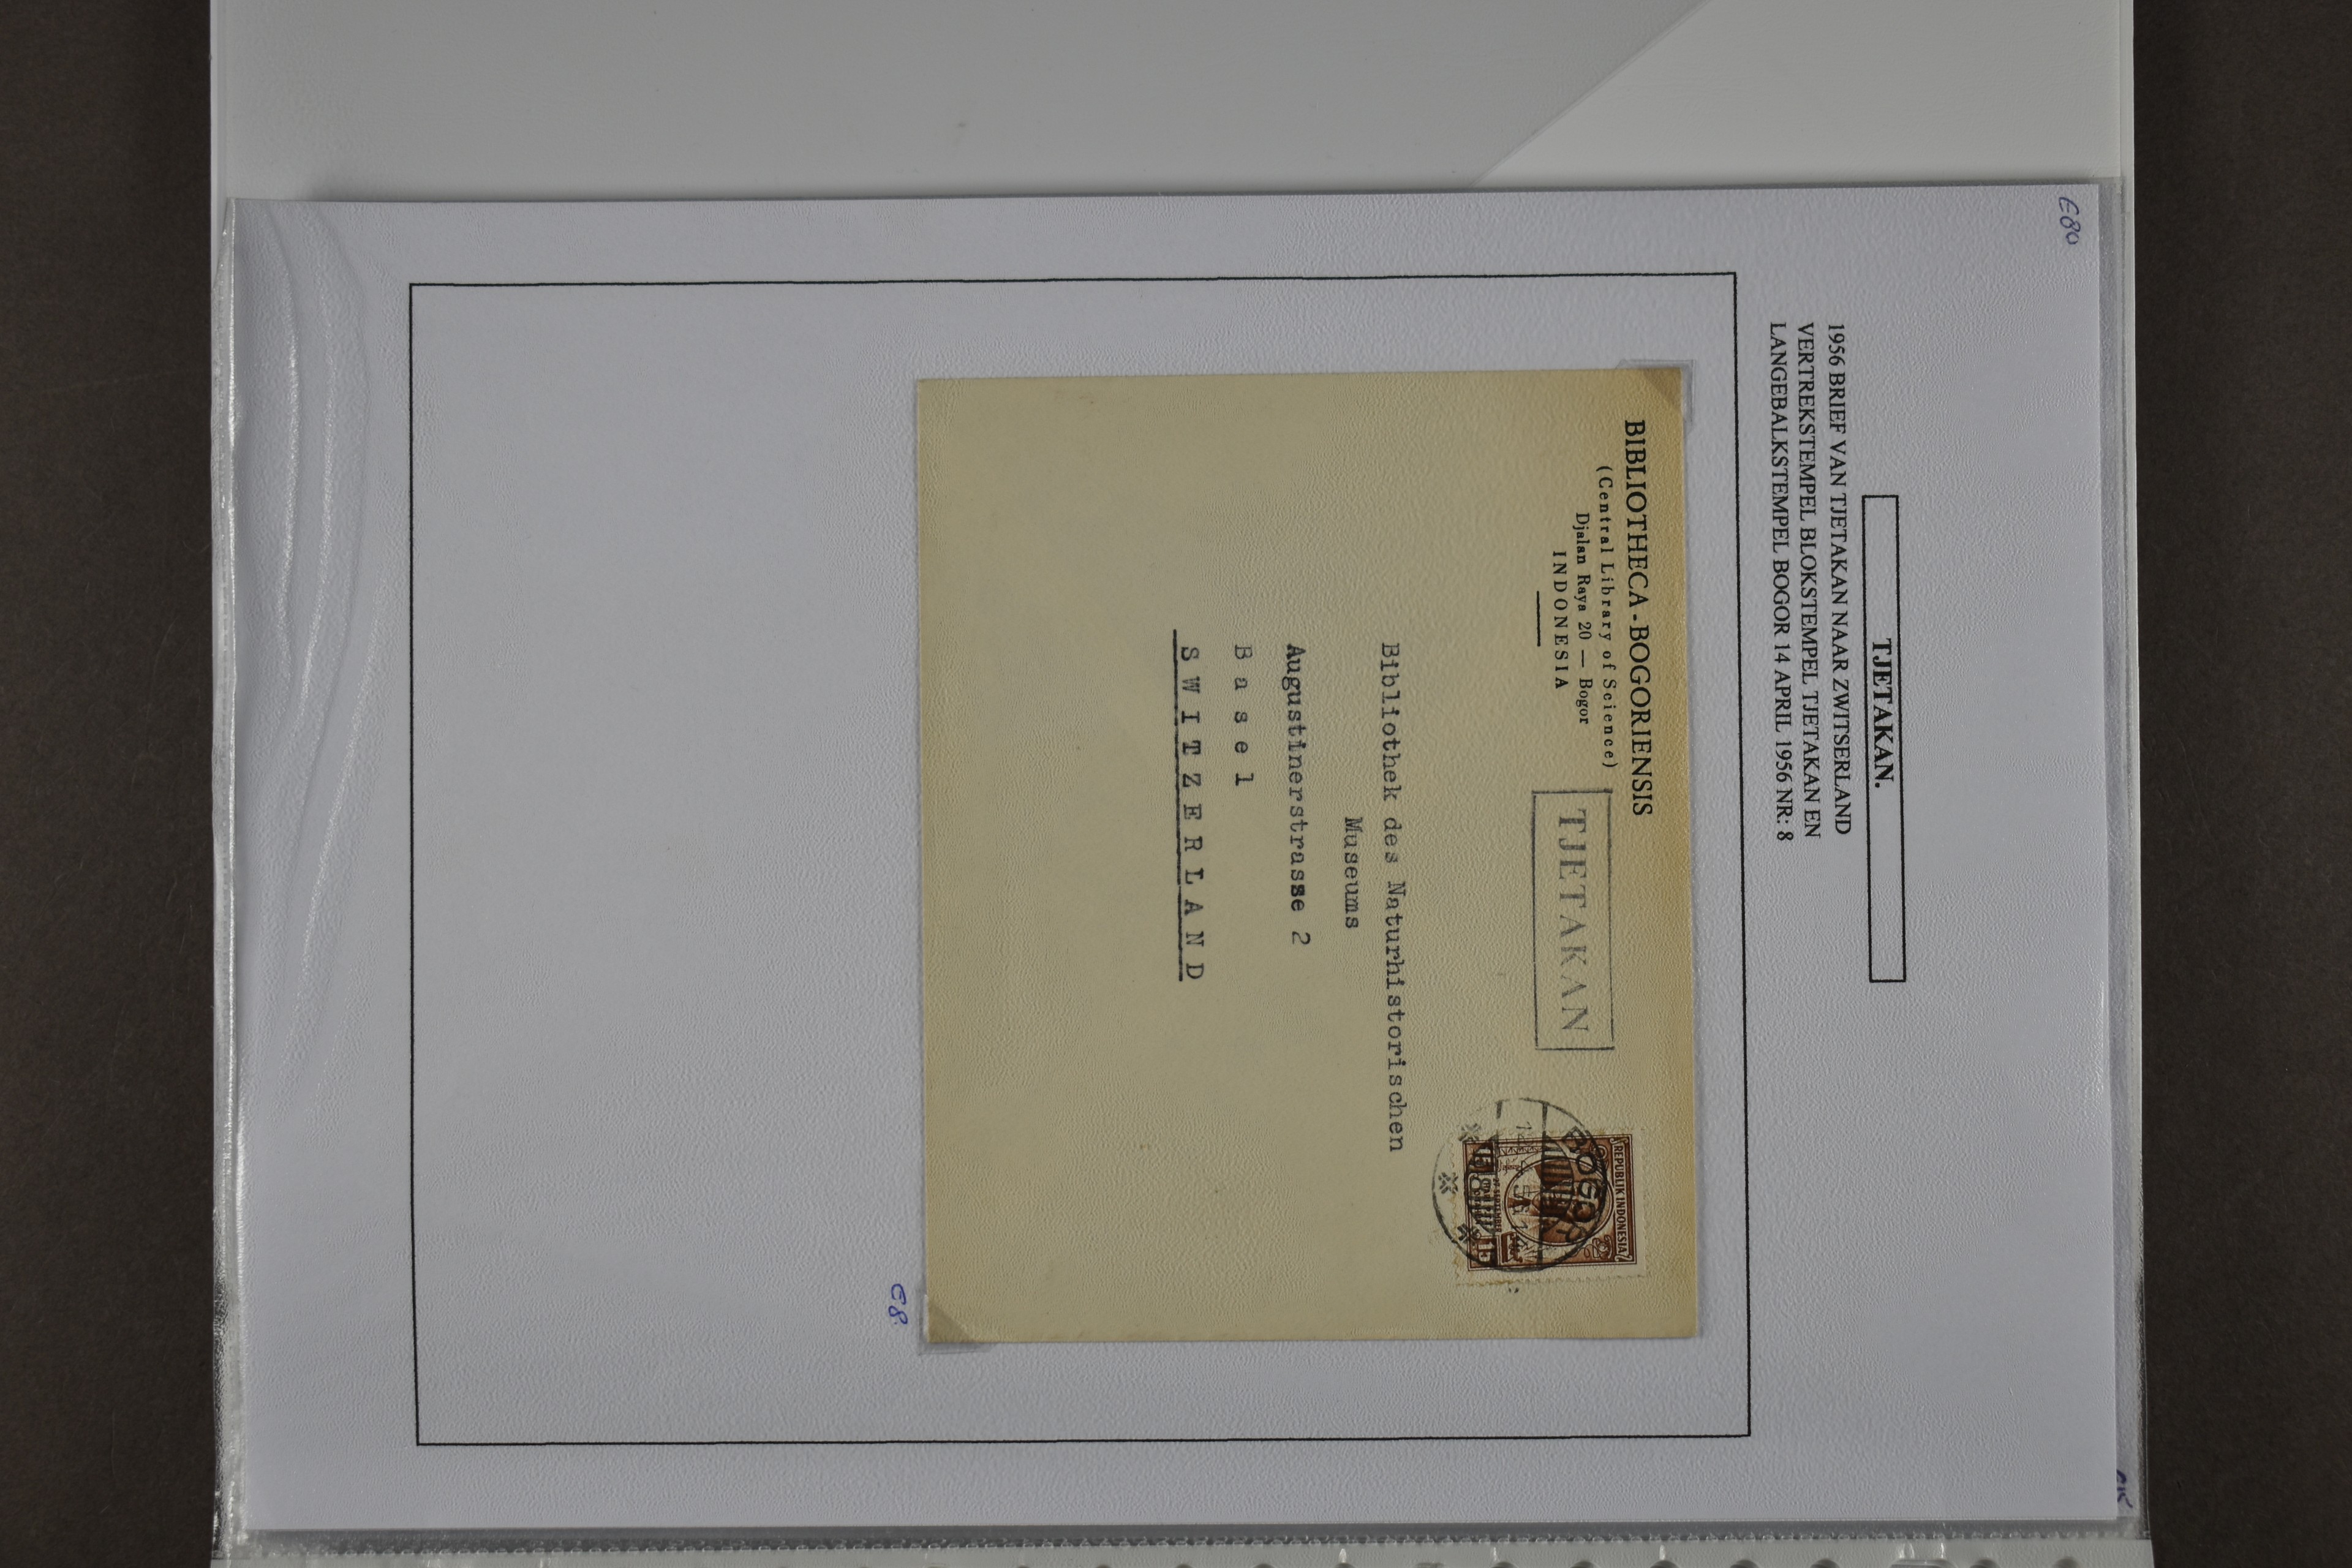 E80
TJETAKAN.
1956 BRIEF VAN TJETAKAN NAAR ZWITSERLAND
VERTREKSTEMPEL BLOKSTEMPEL TJETAKAN EN
LANGEBALKSTEMPEL BOGOR 14 APRIL 1956 NR: 8
BIBLIOTHECA-BOGORIENSIS
(Central Library of Science)
Djalan Raya 20 — Bogor
INDONESIA
TJETAKAN
REPUBLIK INDONESIA
BOGOR
Bibliothek des Naturhistorischen
Museums
Augustinerstrasse 2
Basel
SWITZERLAND
€8